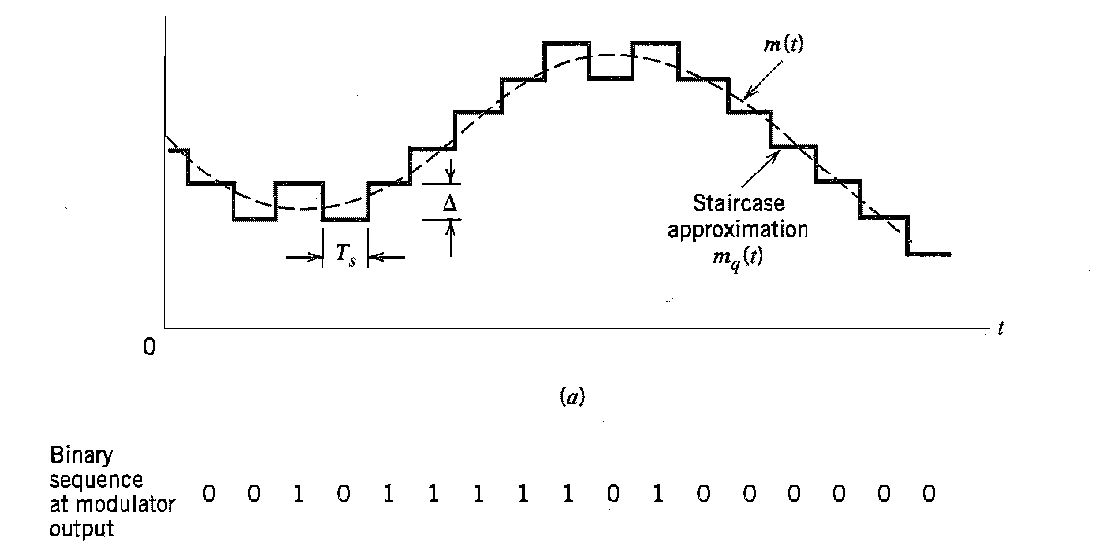 m(t)
Δ
Staircase
approximation
m_q(t)
T_s
0
t
(a)
Binary
sequence
at modulator
output
0 0 1 0 1 1 1 1 1 0 1 0 0 0 0 0 0